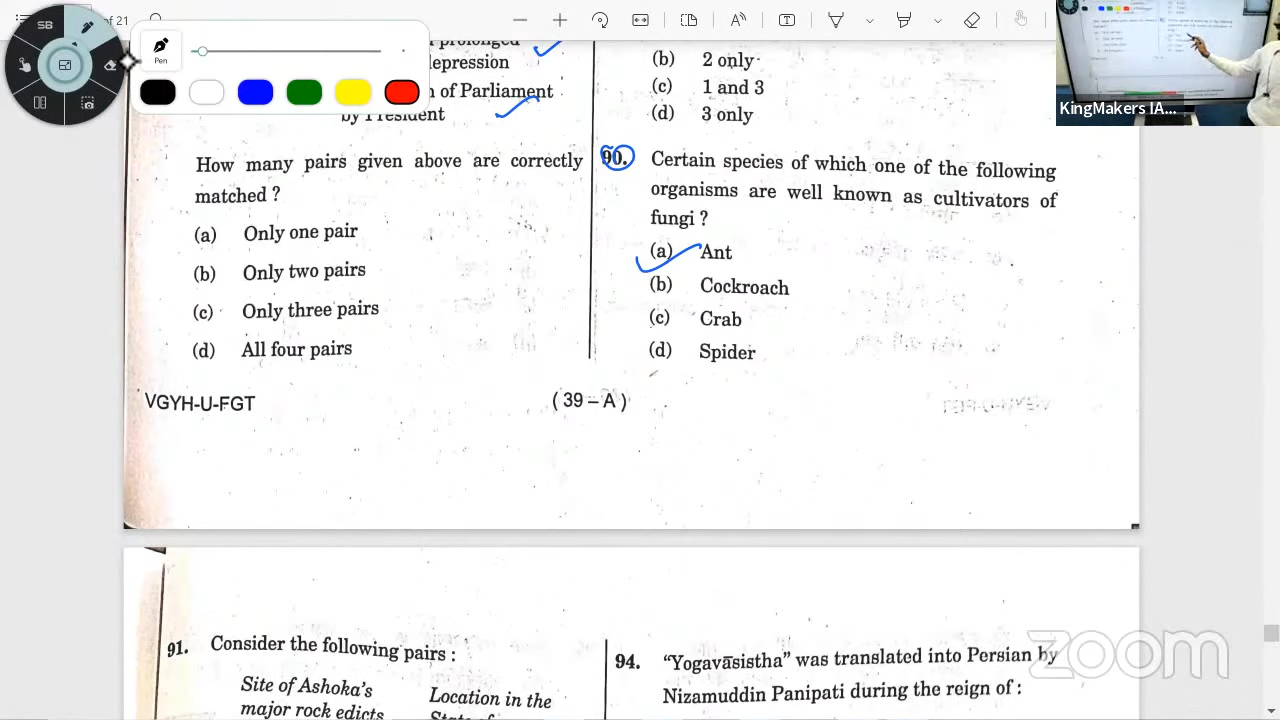 SB
of 21
Pen
KingMakers IA...
prolonged
depression
n of Parliament
by President
How many pairs given above are correctly
matched ?
(a) Only one pair
(b) Only two pairs
(c) Only three pairs
(d) All four pairs
(b) 2 only
(c) 1 and 3
(d) 3 only
90. Certain species of which one of the following
organisms are well known as cultivators of
fungi ?
(a) Ant
(b) Cockroach
(c) Crab
(d) Spider
VGYH-U-FGT
( 39 – A )
91. Consider the following pairs :
Site of Ashoka's
major rock edicts
Location in the
State of
94. "Yogavāsistha" was translated into Persian by
Nizamuddin Panipati during the reign of :
zoom